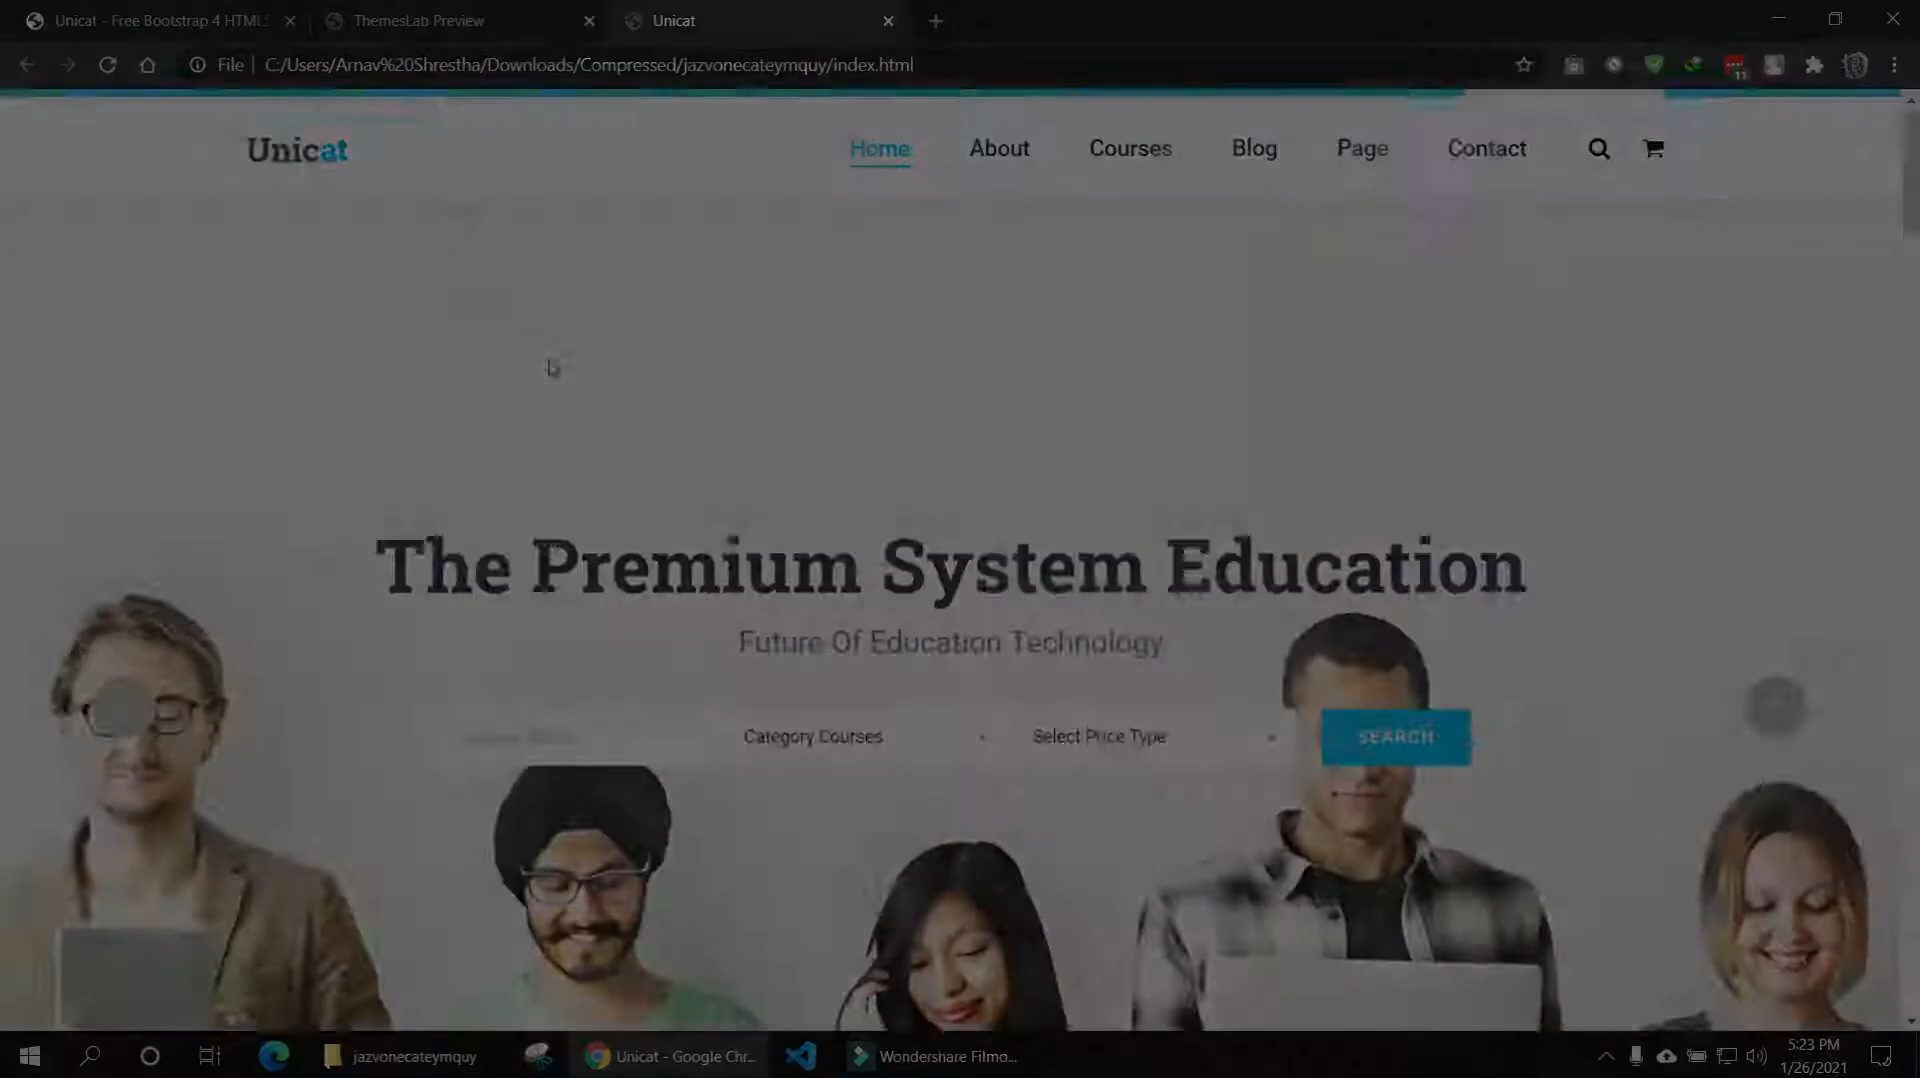 Unicat - Free Bootstrap 4 HTML5
ThemesLab Preview
Unicat
File
C:/Users/Arnav%20Shrestha/Downloads/Compressed/jazvonecateymquy/index.html
11
Unicat
Home
About
Courses
Blog
Page
Contact
The Premium System Education
Future Of Education Technology
Category Courses
Select Price Type
SEARCH
jazvonecateymquy
Unicat - Google Chr...
Wondershare Filmo...
5:23 PM
1/26/2021